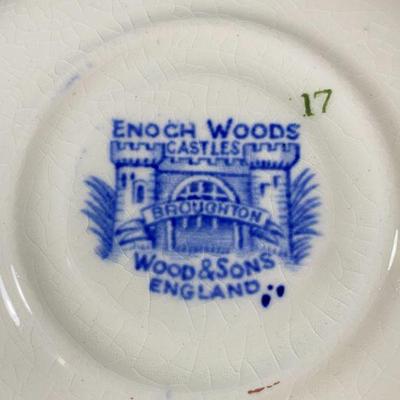 17
ENOCH WOODS
CASTLES
BROUGHTON
WOOD & SONS
ENGLAND